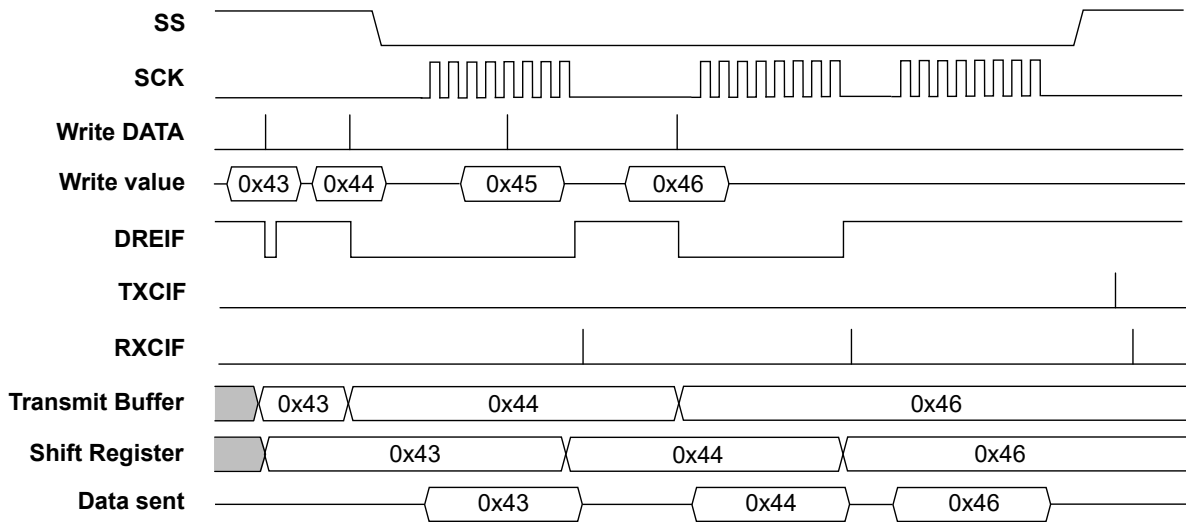 SS
SCK
Write DATA
Write value 0x43 0x44 0x45 0x46
DREIF
TXCIF
RXCIF
Transmit Buffer 0x43 0x44 0x46
Shift Register 0x43 0x44 0x46
Data sent 0x43 0x44 0x46